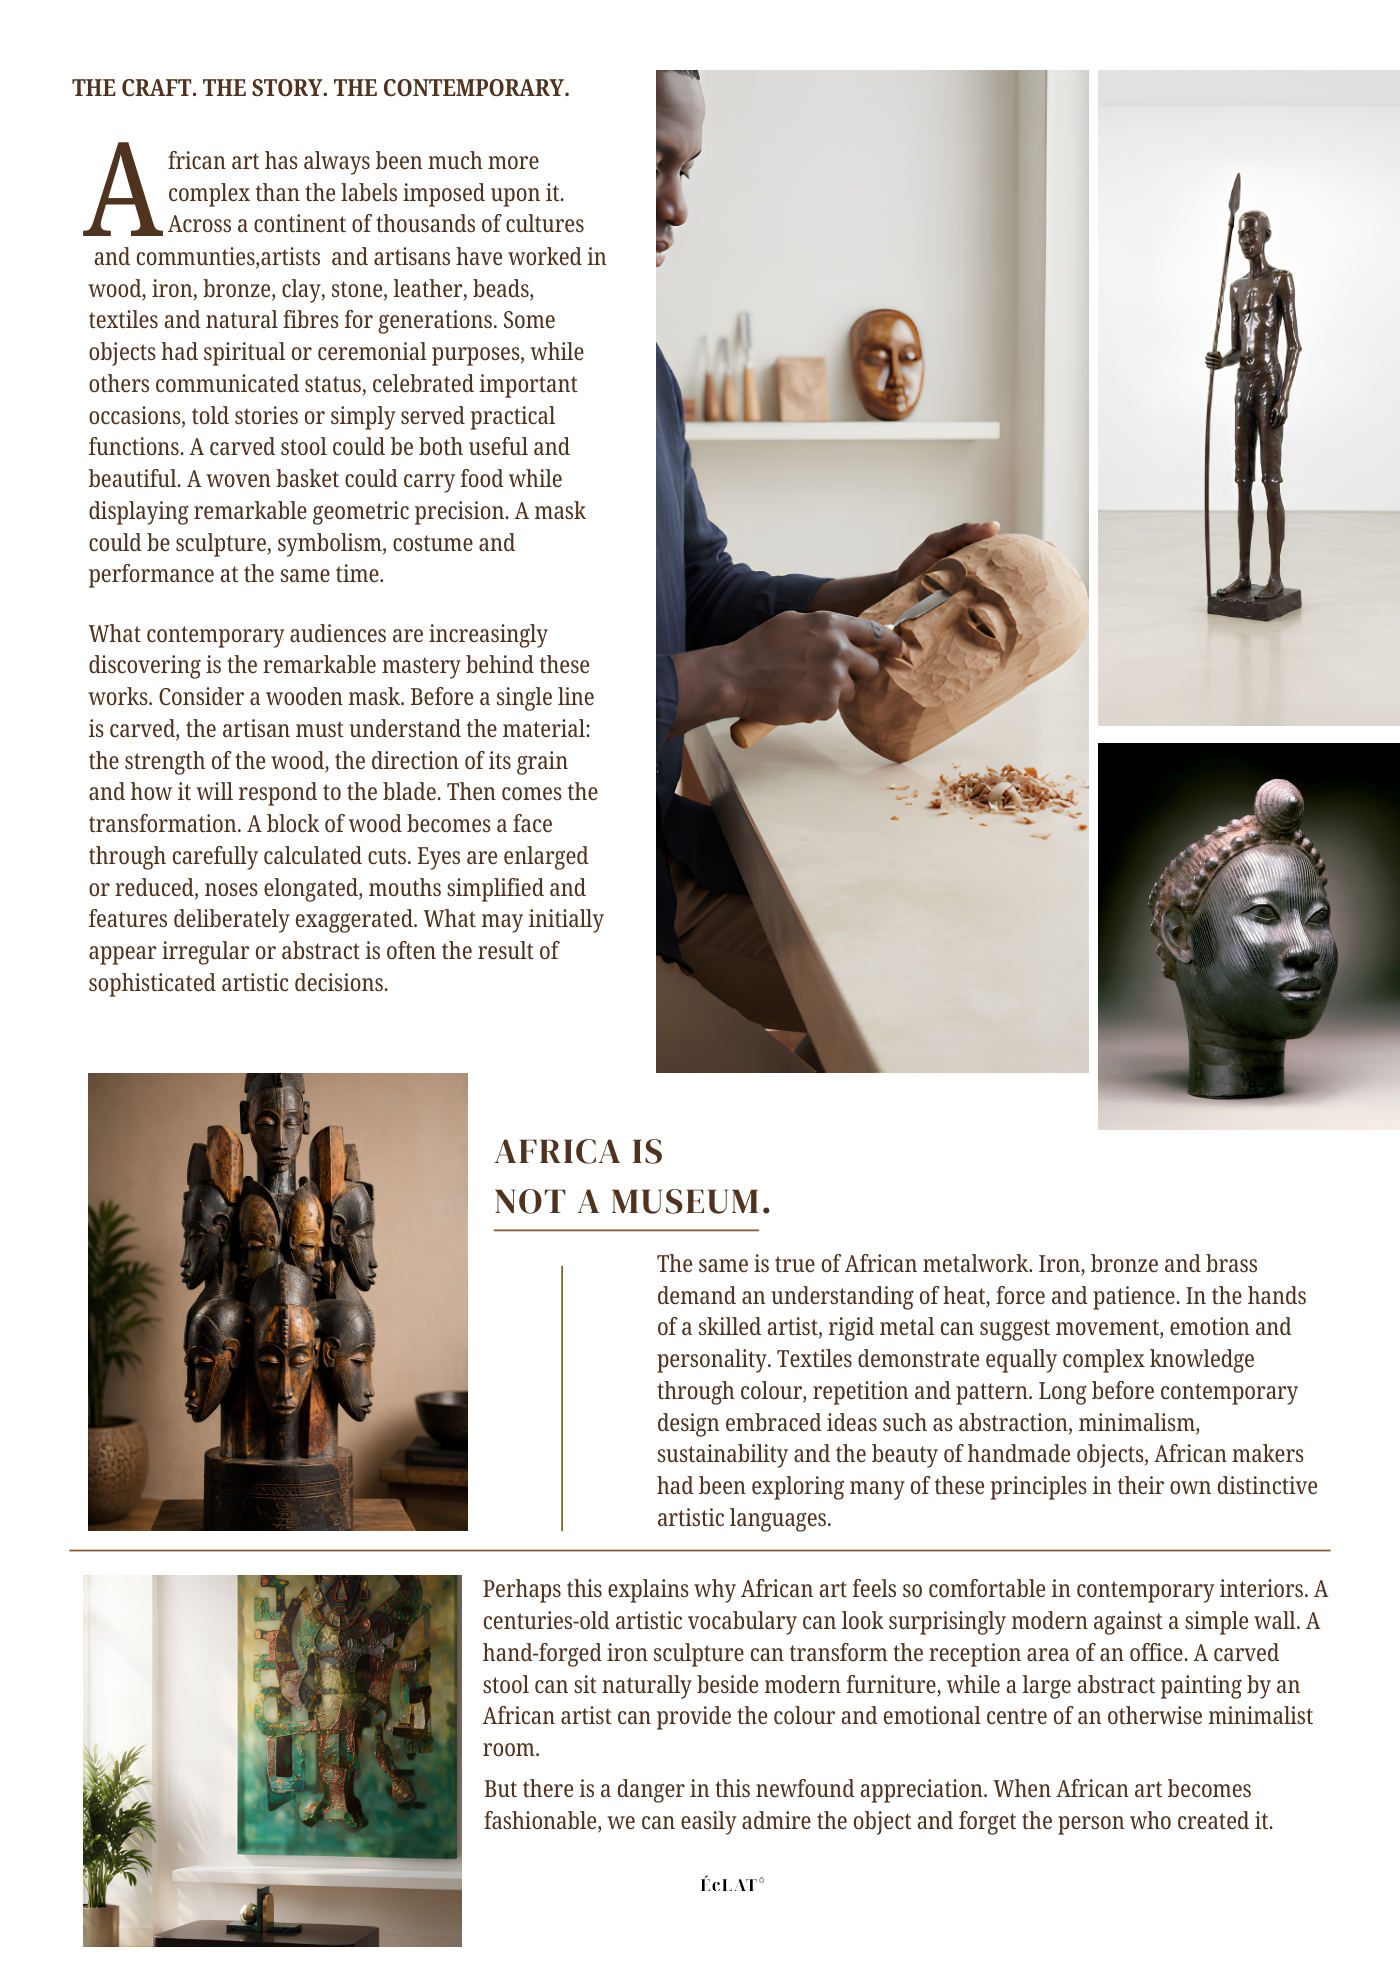 THE CRAFT. THE STORY. THE CONTEMPORARY.
African art has always been much more
complex than the labels imposed upon it.
Across a continent of thousands of cultures
and communties,artists  and artisans have worked in
wood, iron, bronze, clay, stone, leather, beads,
textiles and natural fibres for generations. Some
objects had spiritual or ceremonial purposes, while
others communicated status, celebrated important
occasions, told stories or simply served practical
functions. A carved stool could be both useful and
beautiful. A woven basket could carry food while
displaying remarkable geometric precision. A mask
could be sculpture, symbolism, costume and
performance at the same time.
What contemporary audiences are increasingly
discovering is the remarkable mastery behind these
works. Consider a wooden mask. Before a single line
is carved, the artisan must understand the material:
the strength of the wood, the direction of its grain
and how it will respond to the blade. Then comes the
transformation. A block of wood becomes a face
through carefully calculated cuts. Eyes are enlarged
or reduced, noses elongated, mouths simplified and
features deliberately exaggerated. What may initially
appear irregular or abstract is often the result of
sophisticated artistic decisions.
AFRICA IS
NOT A MUSEUM.
The same is true of African metalwork. Iron, bronze and brass
demand an understanding of heat, force and patience. In the hands
of a skilled artist, rigid metal can suggest movement, emotion and
personality. Textiles demonstrate equally complex knowledge
through colour, repetition and pattern. Long before contemporary
design embraced ideas such as abstraction, minimalism,
sustainability and the beauty of handmade objects, African makers
had been exploring many of these principles in their own distinctive
artistic languages.
Perhaps this explains why African art feels so comfortable in contemporary interiors. A
centuries-old artistic vocabulary can look surprisingly modern against a simple wall. A
hand-forged iron sculpture can transform the reception area of an office. A carved
stool can sit naturally beside modern furniture, while a large abstract painting by an
African artist can provide the colour and emotional centre of an otherwise minimalist
room.
But there is a danger in this newfound appreciation. When African art becomes
fashionable, we can easily admire the object and forget the person who created it.
ÉcLAT